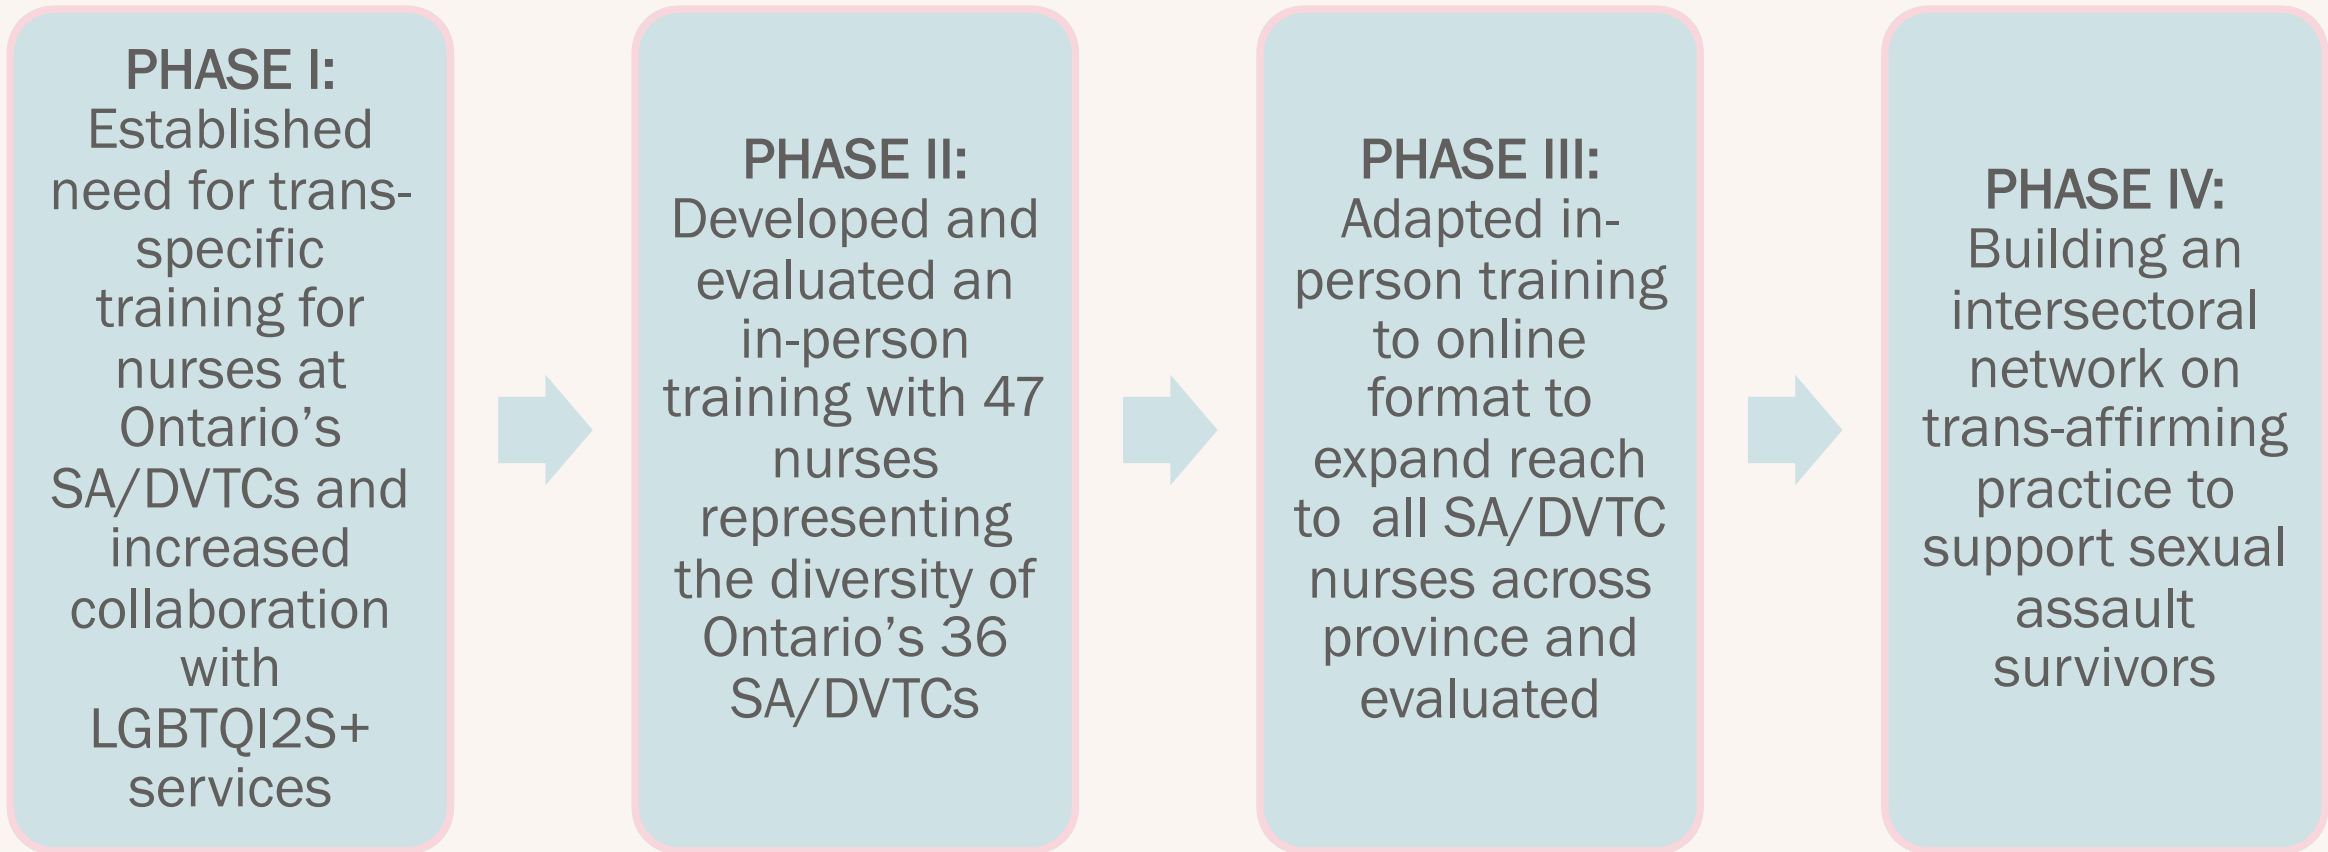 PHASE I:
Established
need for trans-
specific
training for
nurses at
Ontario’s
SA/DVTCs and
increased
collaboration
with
LGBTQI2S+
services
PHASE II:
Developed and
evaluated an
in-person
training with 47
nurses
representing
the diversity of
Ontario’s 36
SA/DVTCs
PHASE III:
Adapted in-
person training
to online
format to
expand reach
to  all SA/DVTC
nurses across
province and
evaluated
PHASE IV:
Building an
intersectoral
network on
trans-affirming
practice to
support sexual
assault
survivors